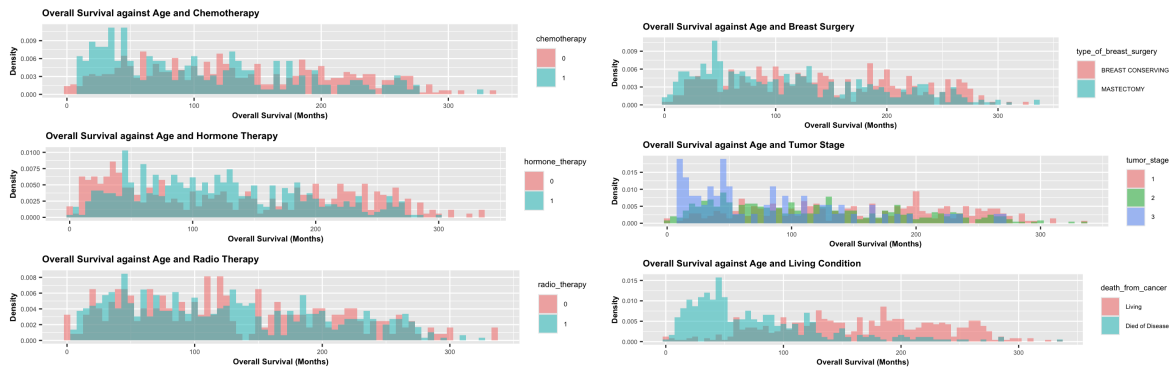 Overall Survival against Age and Chemotherapy
Density
0.009
0.006
0.003
0.000
0 100 200 300
Overall Survival (Months)
chemotherapy
0
1
Overall Survival against Age and Hormone Therapy
Density
0.0100
0.0075
0.0050
0.0025
0.0000
0 100 200 300
Overall Survival (Months)
hormone_therapy
0
1
Overall Survival against Age and Radio Therapy
Density
0.008
0.006
0.004
0.002
0.000
0 100 200 300
Overall Survival (Months)
radio_therapy
0
1
Overall Survival against Age and Breast Surgery
Density
0.009
0.006
0.003
0.000
0 100 200 300
Overall Survival (Months)
type_of_breast_surgery
BREAST CONSERVING
MASTECTOMY
Overall Survival against Age and Tumor Stage
Density
0.015
0.010
0.005
0.000
0 100 200 300
Overall Survival (Months)
tumor_stage
1
2
3
Overall Survival against Age and Living Condition
Density
0.015
0.010
0.005
0.000
0 100 200 300
Overall Survival (Months)
death_from_cancer
Living
Died of Disease